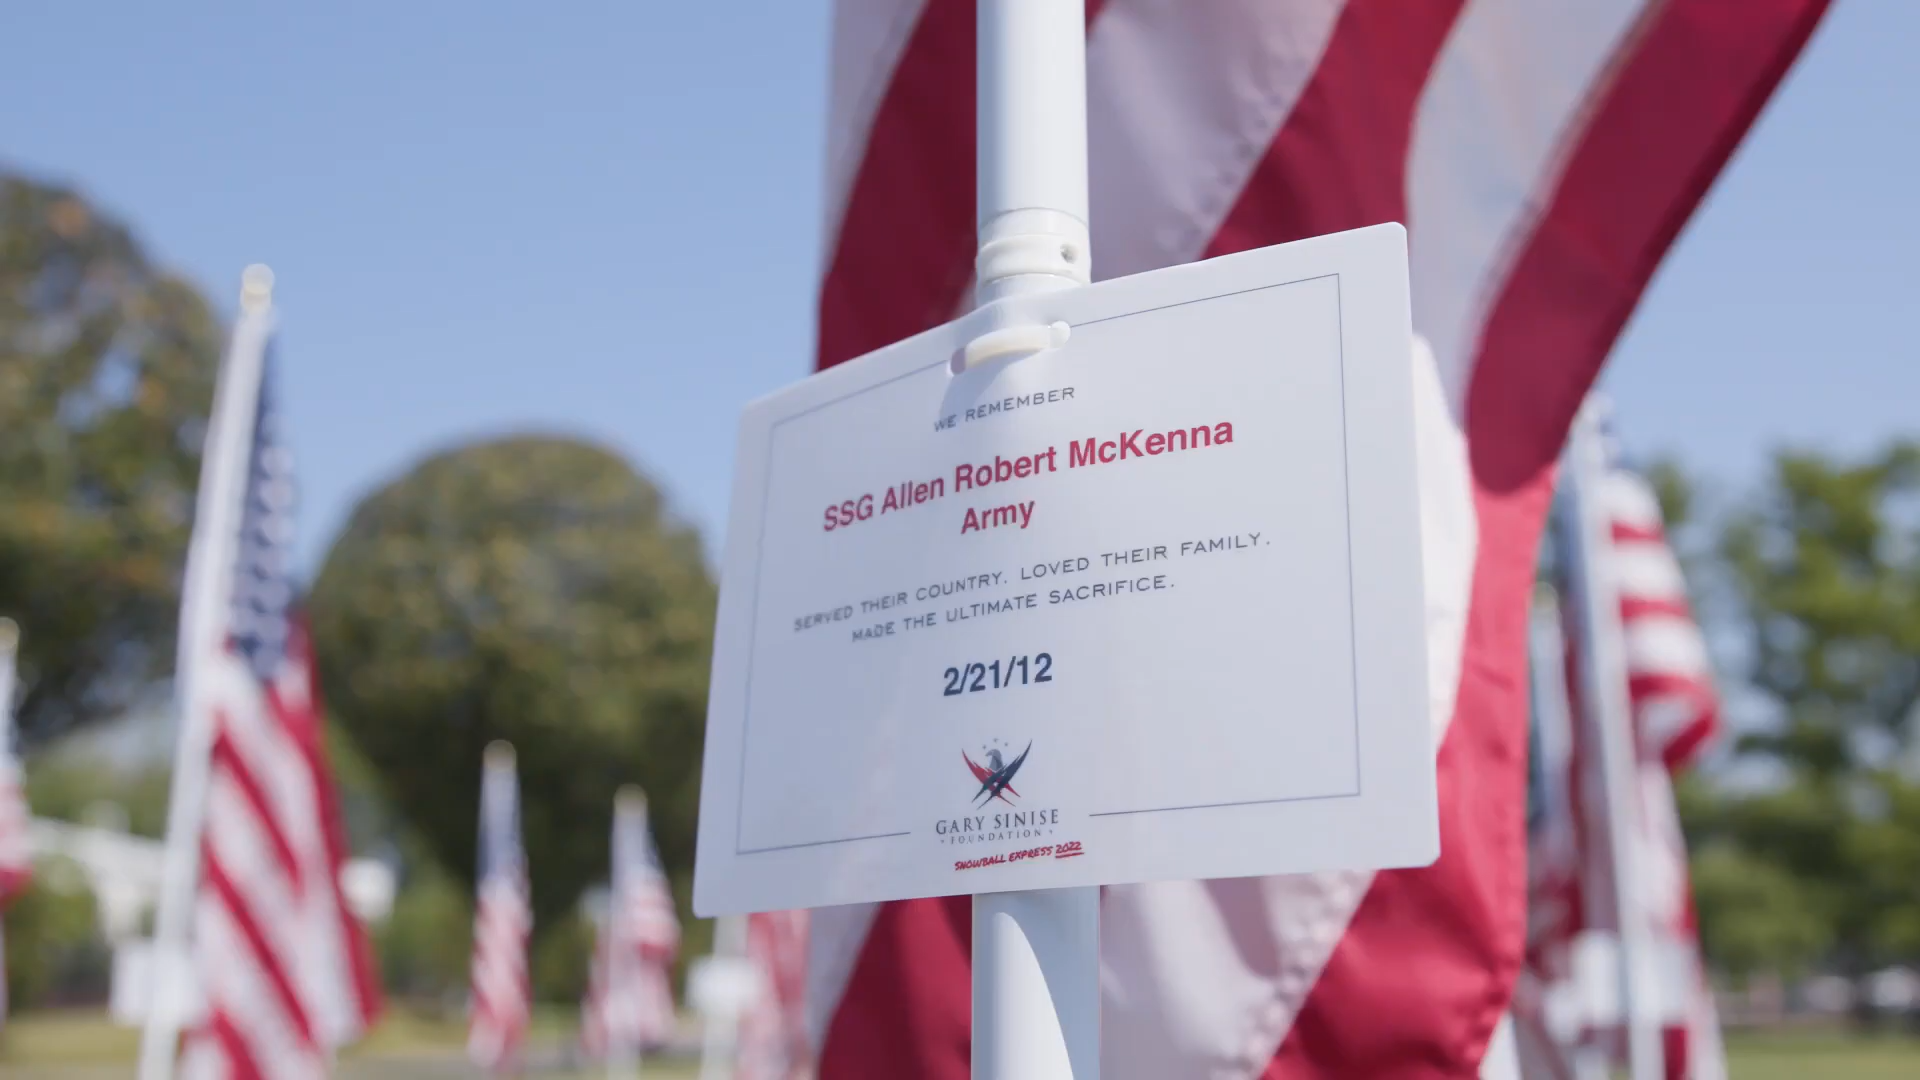 WE REMEMBER
SSG Allen Robert McKenna
Army
SERVED THEIR COUNTRY. LOVED THEIR FAMILY.
MADE THE ULTIMATE SACRIFICE.
2/21/12
GARY SINISE
• FOUNDATION •
SNOWBALL EXPRESS 2022